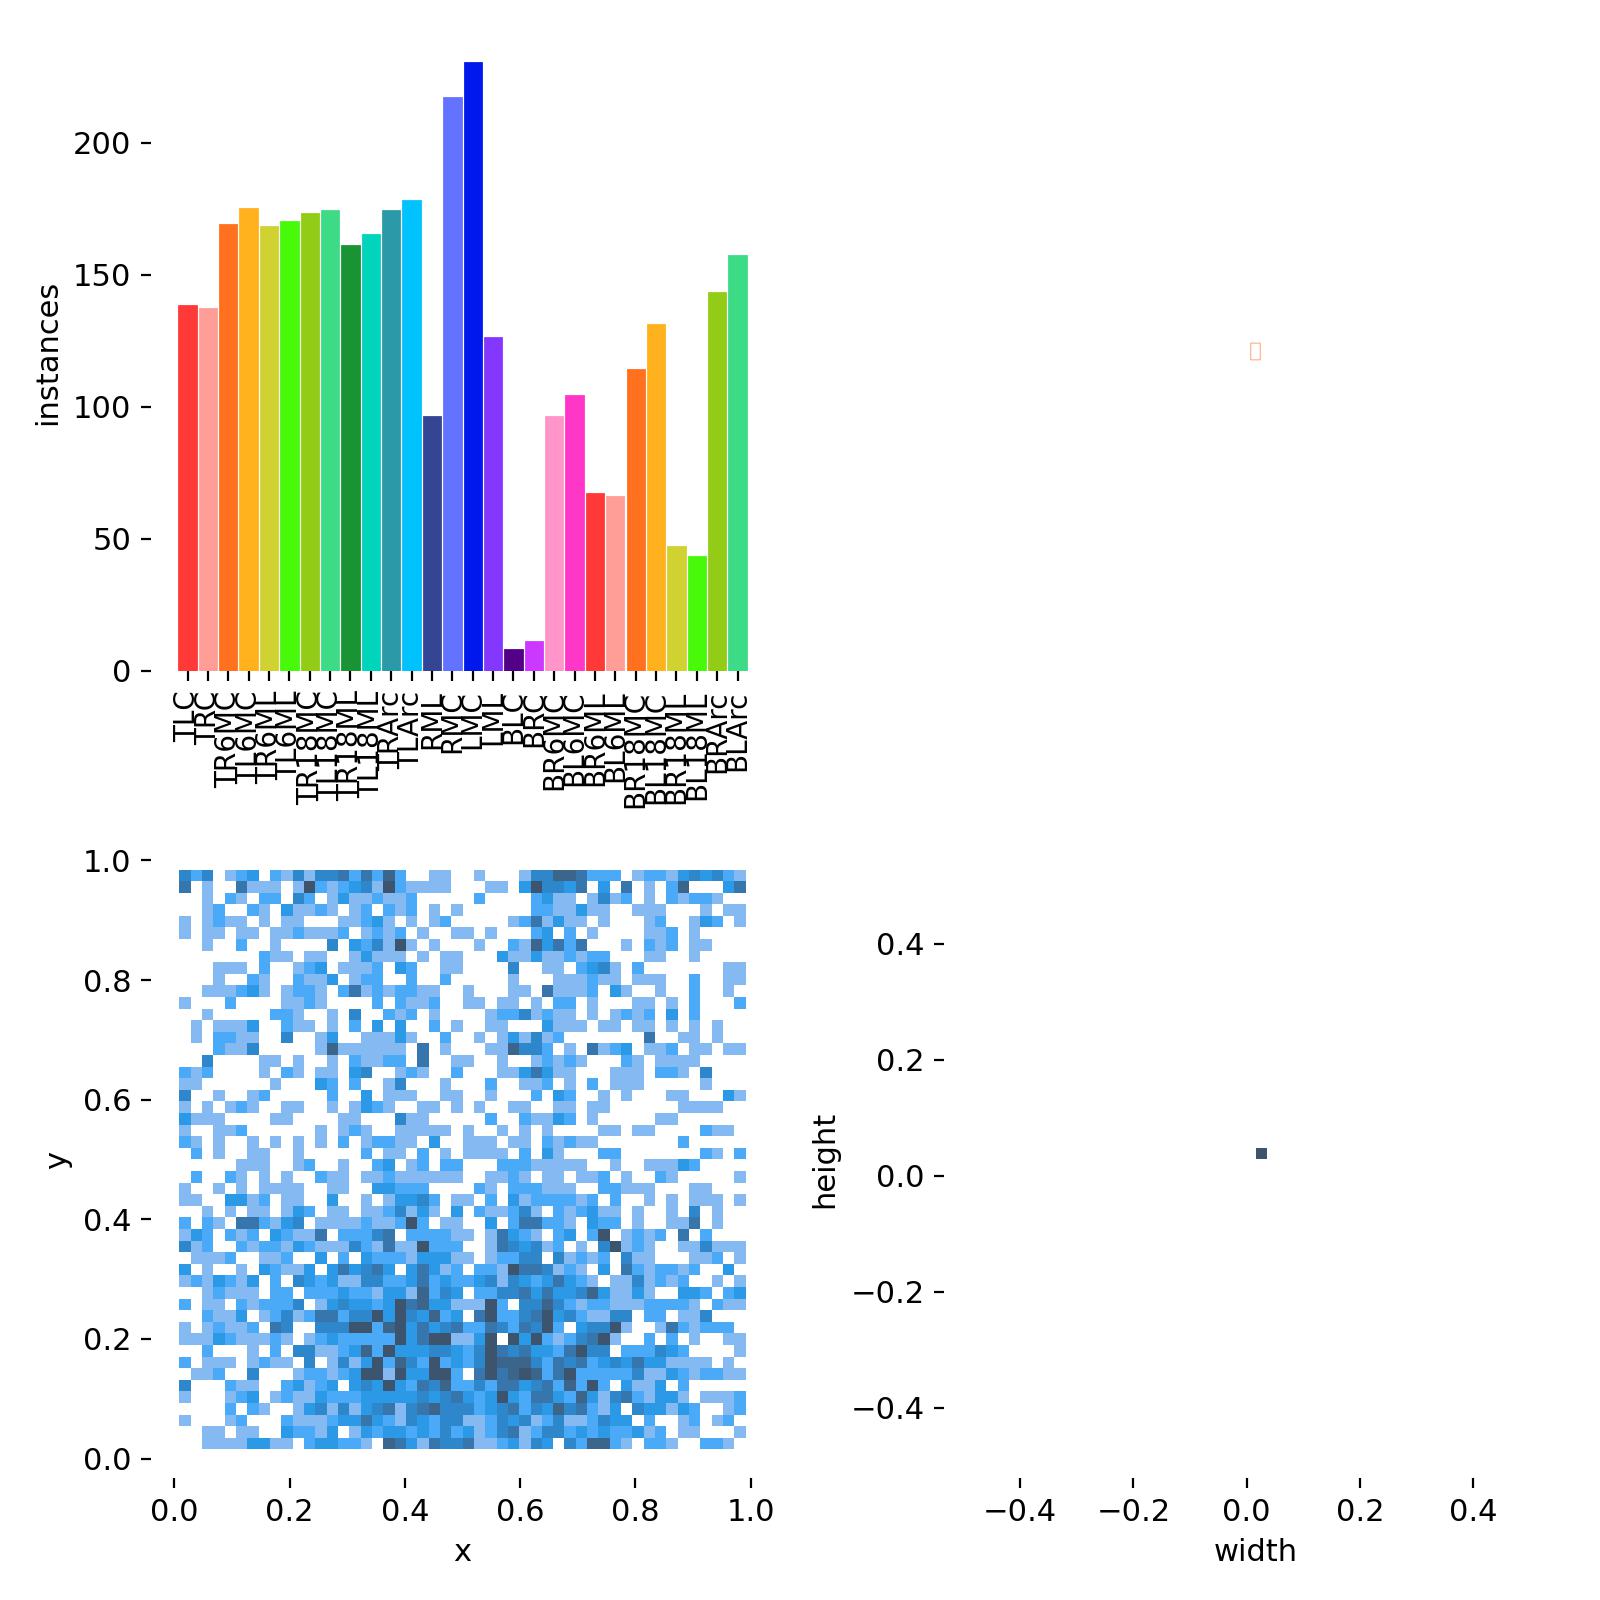 200
150
100
50
0
instances
TLC
TRC
TR6MC
TL6MC
TR6ML
TL6ML
TR18MC
TL18MC
TR18ML
TL18ML
TRArc
TLArc
RML
RMC
LMC
LML
BLC
BRC
BR6MC
BL6MC
BR6ML
BL6ML
BR18MC
BL18MC
BR18ML
BL18ML
BRArc
BLArc
1.0
0.8
0.6
0.4
0.2
0.0
y
0.0 0.2 0.4 0.6 0.8 1.0
x
0.4
0.2
0.0
−0.2
−0.4
height
−0.4 −0.2 0.0 0.2 0.4
width